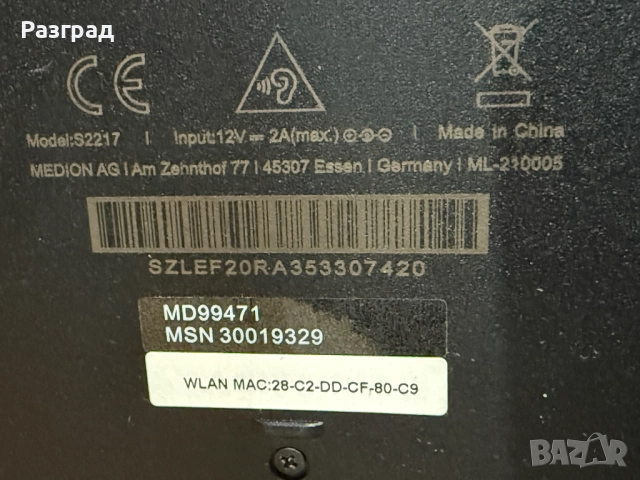 Разград
CE
Model:S2217 | Input:12V ⎓ 2A(max.) | Made in China
MEDION AG | Am Zehnthof 77 | 45307 Essen | Germany | ML-210005
SZLEF20RA353307420
MD99471
MSN 30019329
WLAN MAC:28-C2-DD-CF-80-C9
BAZAR